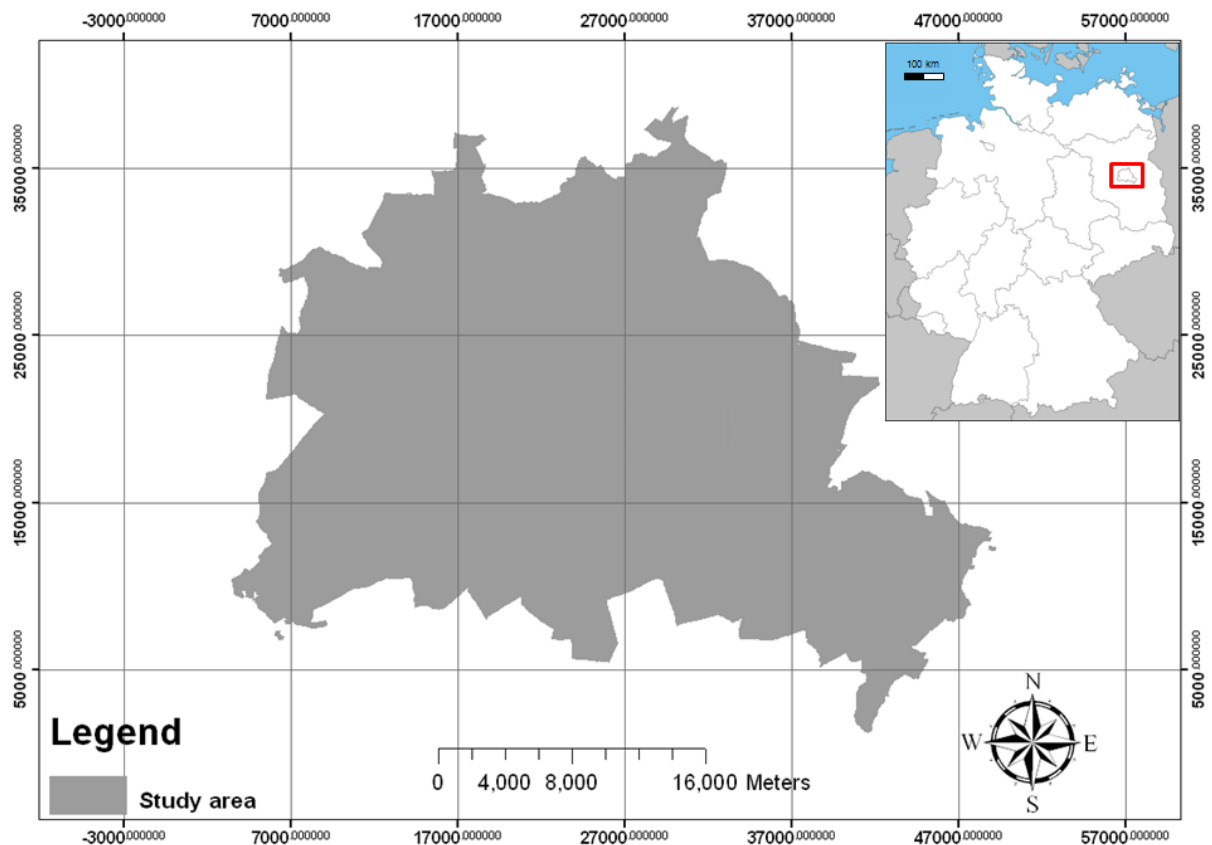 -3000.000000 7000.000000 17000.000000 27000.000000 37000.000000 47000.000000 57000.000000
100 km
35000.000000 35000.000000
25000.000000 25000.000000
15000.000000 15000.000000
5000.000000 5000.000000
N
W E
S
Legend
Study area
0 4,000 8,000 16,000 Meters
-3000.000000 7000.000000 17000.000000 27000.000000 37000.000000 47000.000000 57000.000000